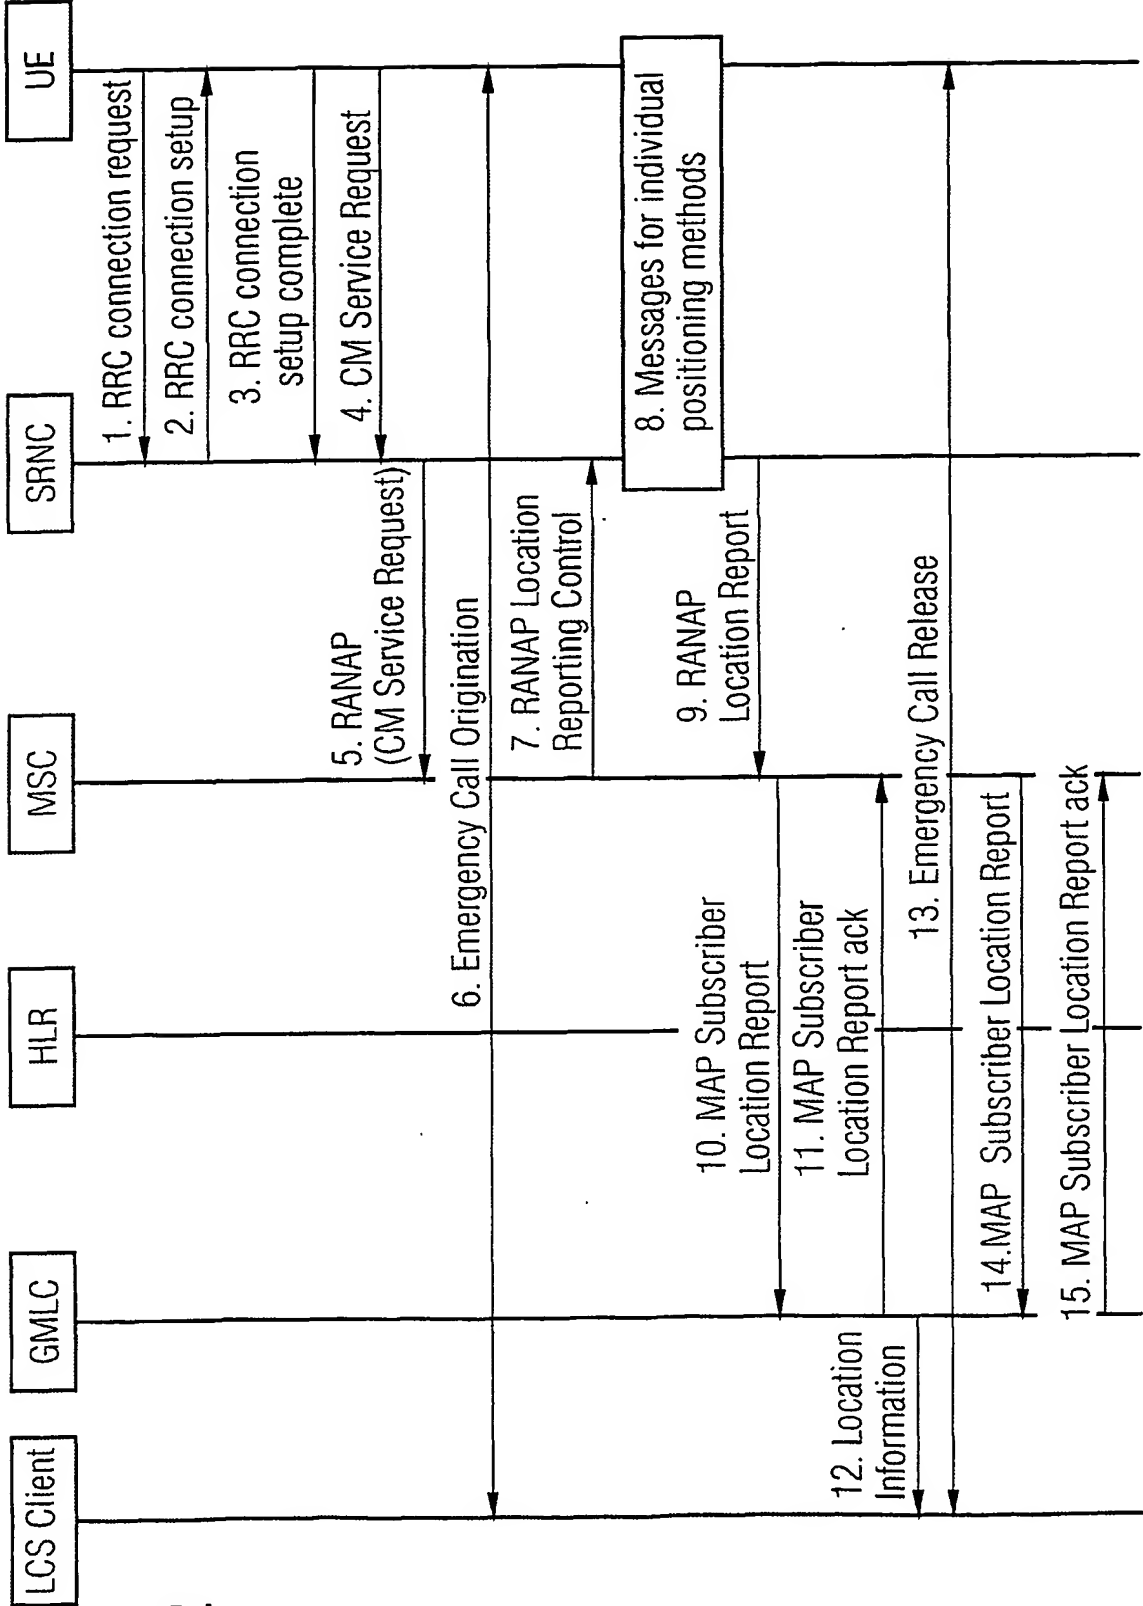 LCS Client
GMLC
HLR
MSC
SRNC
UE
1. RRC connection request
2. RRC connection setup
3. RRC connection
setup complete
4. CM Service Request
5. RANAP
(CM Service Request)
6. Emergency Call Origination
7. RANAP Location
Reporting Control
8. Messages for individual
positioning methods
9. RANAP
Location Report
10. MAP Subscriber
Location Report
11. MAP Subscriber
Location Report ack
12. Location
Information
13. Emergency Call Release
14.MAP Subscriber Location Report
15. MAP Subscriber Location Report ack